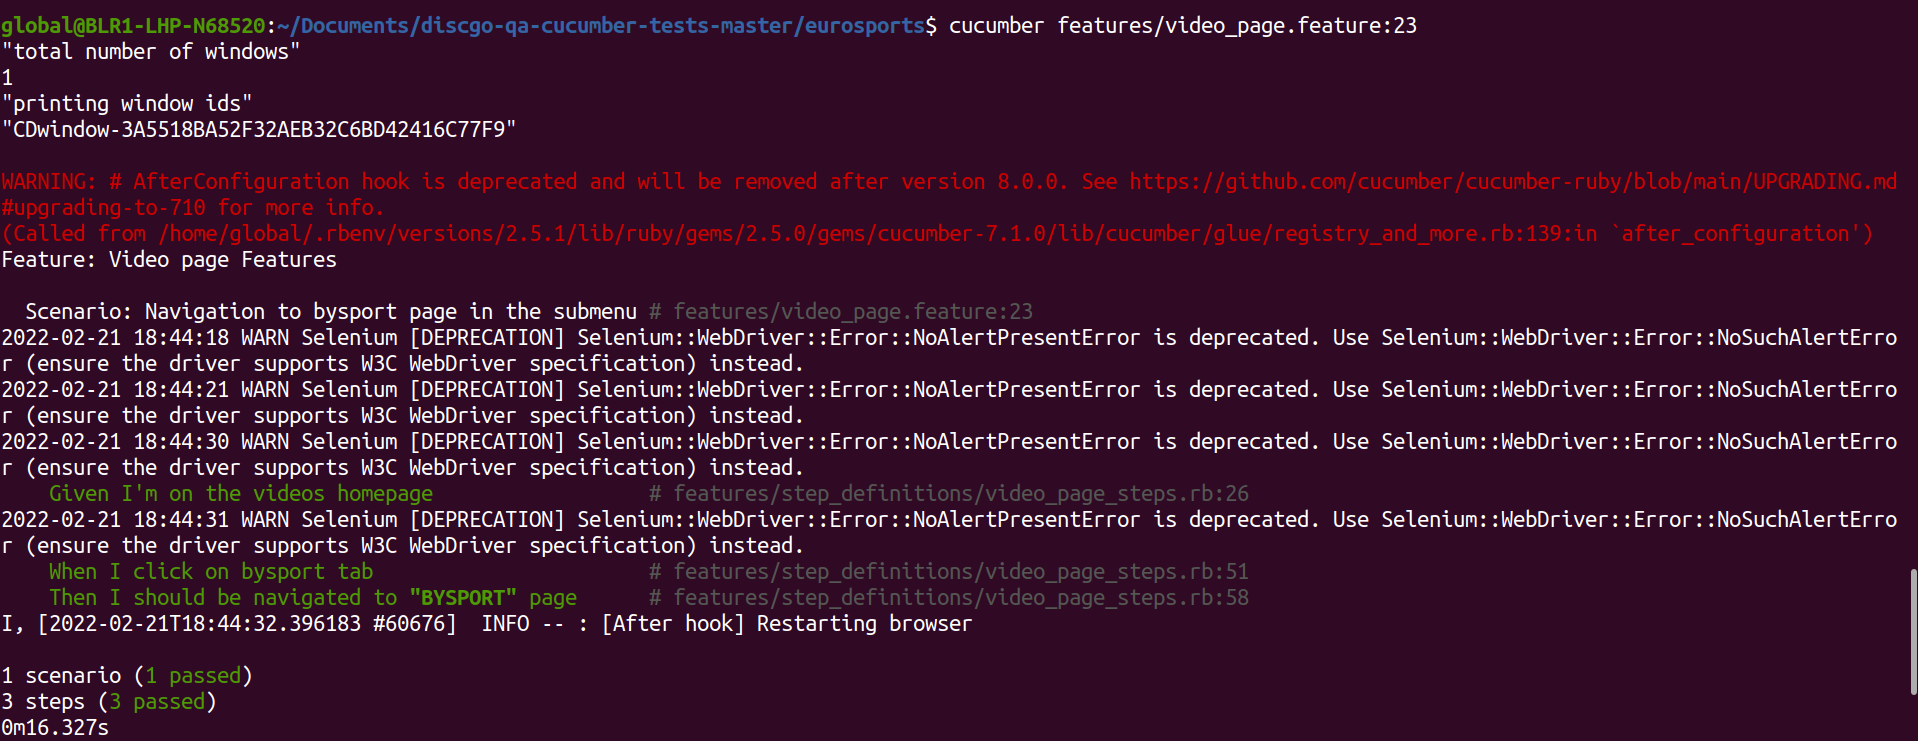 global@BLR1-LHP-N68520:~/Documents/discgo-qa-cucumber-tests-master/eurosports$ cucumber features/video_page.feature:23
"total number of windows"
1
"printing window ids"
"CDwindow-3A5518BA52F32AEB32C6BD42416C77F9"
WARNING: # AfterConfiguration hook is deprecated and will be removed after version 8.0.0. See https://github.com/cucumber/cucumber-ruby/blob/main/UPGRADING.md
#upgrading-to-710 for more info.
(Called from /home/global/.rbenv/versions/2.5.1/lib/ruby/gems/2.5.0/gems/cucumber-7.1.0/lib/cucumber/glue/registry_and_more.rb:139:in `after_configuration')
Feature: Video page Features
Scenario: Navigation to bysport page in the submenu # features/video_page.feature:23
2022-02-21 18:44:18 WARN Selenium [DEPRECATION] Selenium::WebDriver::Error::NoAlertPresentError is deprecated. Use Selenium::WebDriver::Error::NoSuchAlertErro
r (ensure the driver supports W3C WebDriver specification) instead.
2022-02-21 18:44:21 WARN Selenium [DEPRECATION] Selenium::WebDriver::Error::NoAlertPresentError is deprecated. Use Selenium::WebDriver::Error::NoSuchAlertErro
r (ensure the driver supports W3C WebDriver specification) instead.
2022-02-21 18:44:30 WARN Selenium [DEPRECATION] Selenium::WebDriver::Error::NoAlertPresentError is deprecated. Use Selenium::WebDriver::Error::NoSuchAlertErro
r (ensure the driver supports W3C WebDriver specification) instead.
Given I'm on the videos homepage # features/step_definitions/video_page_steps.rb:26
2022-02-21 18:44:31 WARN Selenium [DEPRECATION] Selenium::WebDriver::Error::NoAlertPresentError is deprecated. Use Selenium::WebDriver::Error::NoSuchAlertErro
r (ensure the driver supports W3C WebDriver specification) instead.
When I click on bysport tab # features/step_definitions/video_page_steps.rb:51
Then I should be navigated to "BYSPORT" page # features/step_definitions/video_page_steps.rb:58
I, [2022-02-21T18:44:32.396183 #60676]  INFO -- : [After hook] Restarting browser
1 scenario (1 passed)
3 steps (3 passed)
0m16.327s